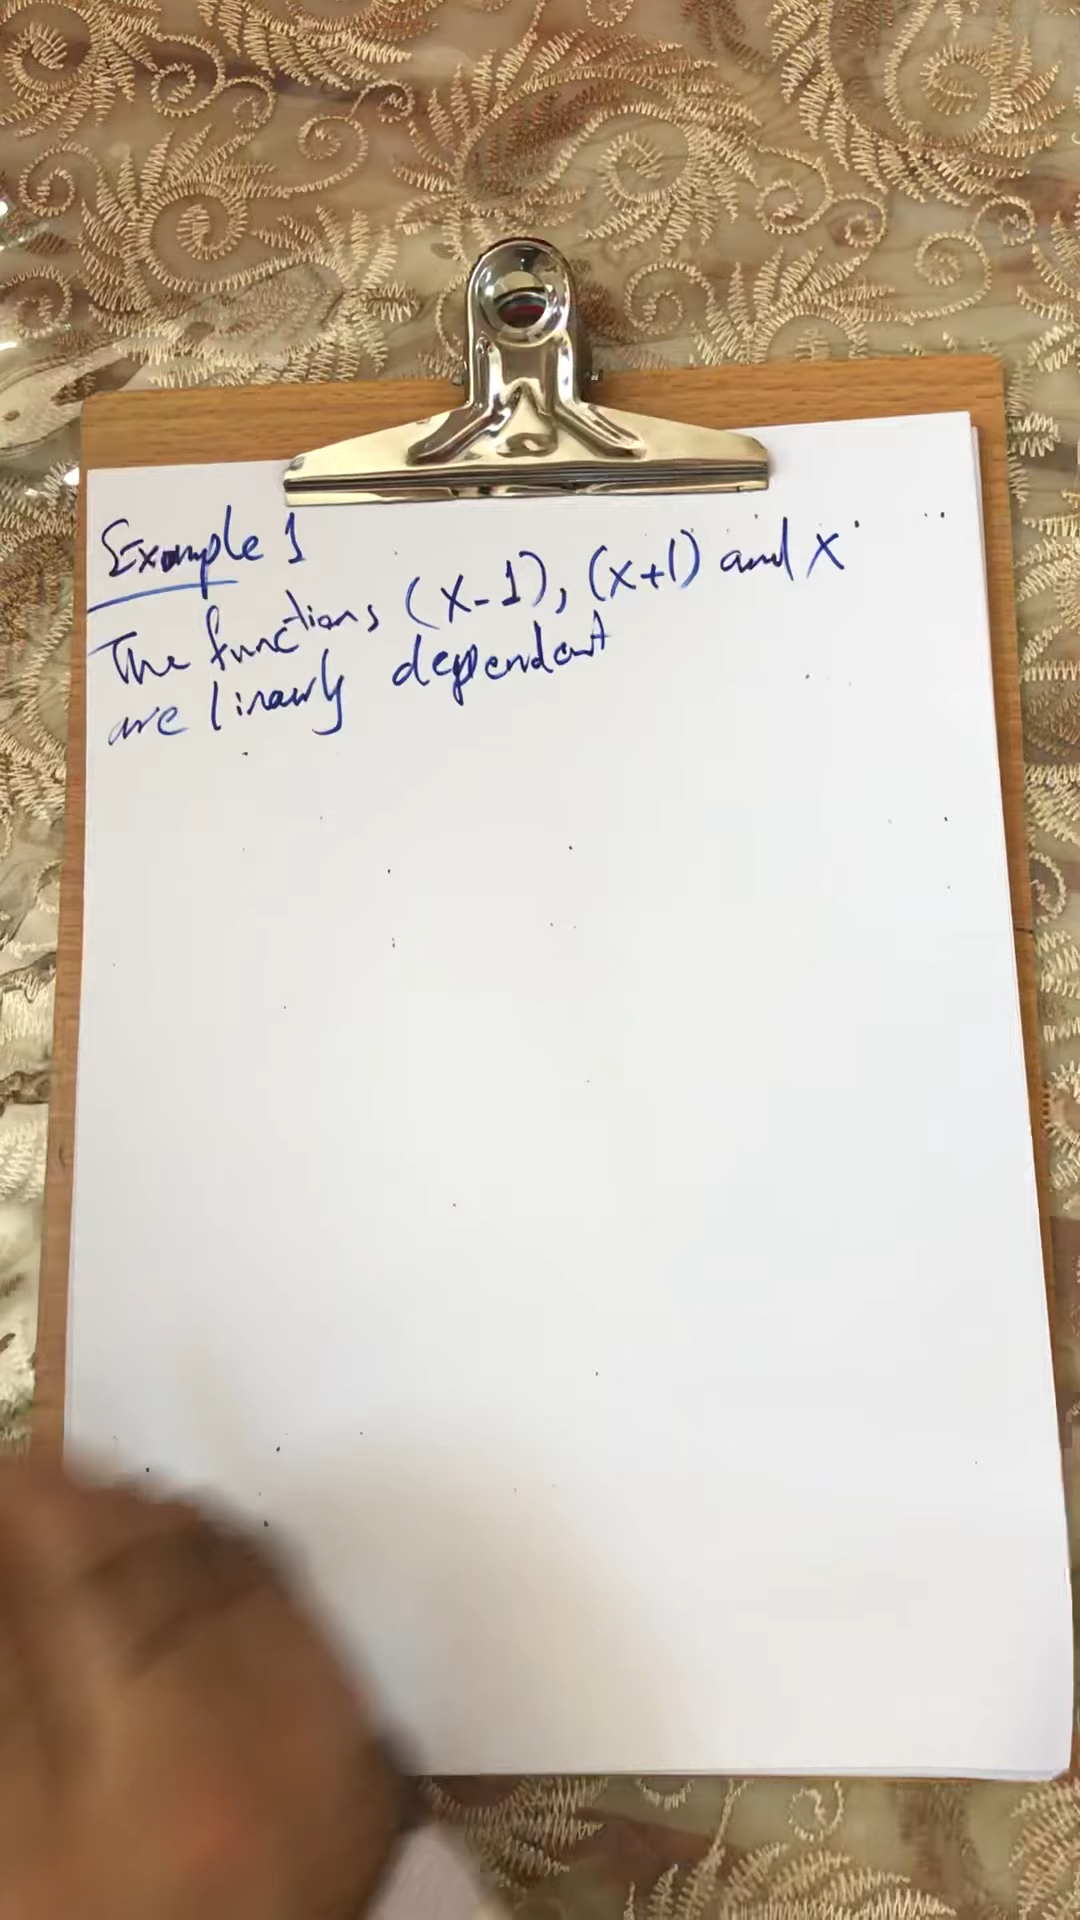 Example 1
The functions (x-1), (x+1) and x
are linearly dependent